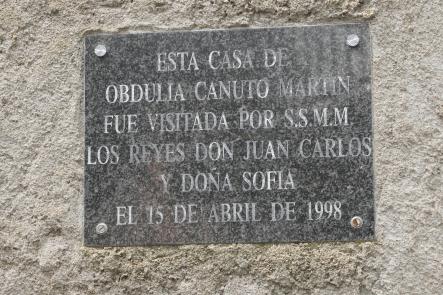 ESTA CASA DE
OBDULIA CANUTO MARTIN
FUE VISITADA POR S.S.M.M.
LOS REYES DON JUAN CARLOS
Y DOÑA SOFIA
EL 15 DE ABRIL DE 1998